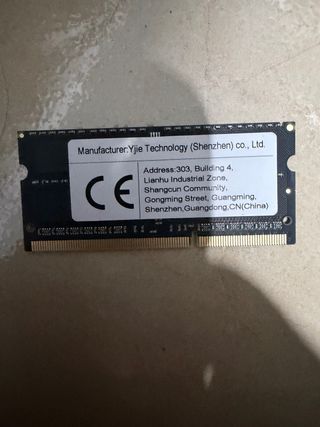 Manufacturer:Yjie Technology (Shenzhen) co., Ltd.
CE
Address:303, Building 4,
Lianhu Industrial Zone,
Shangcun Community,
Gongming Street, Guangming,
Shenzhen,Guangdong,CN(China)